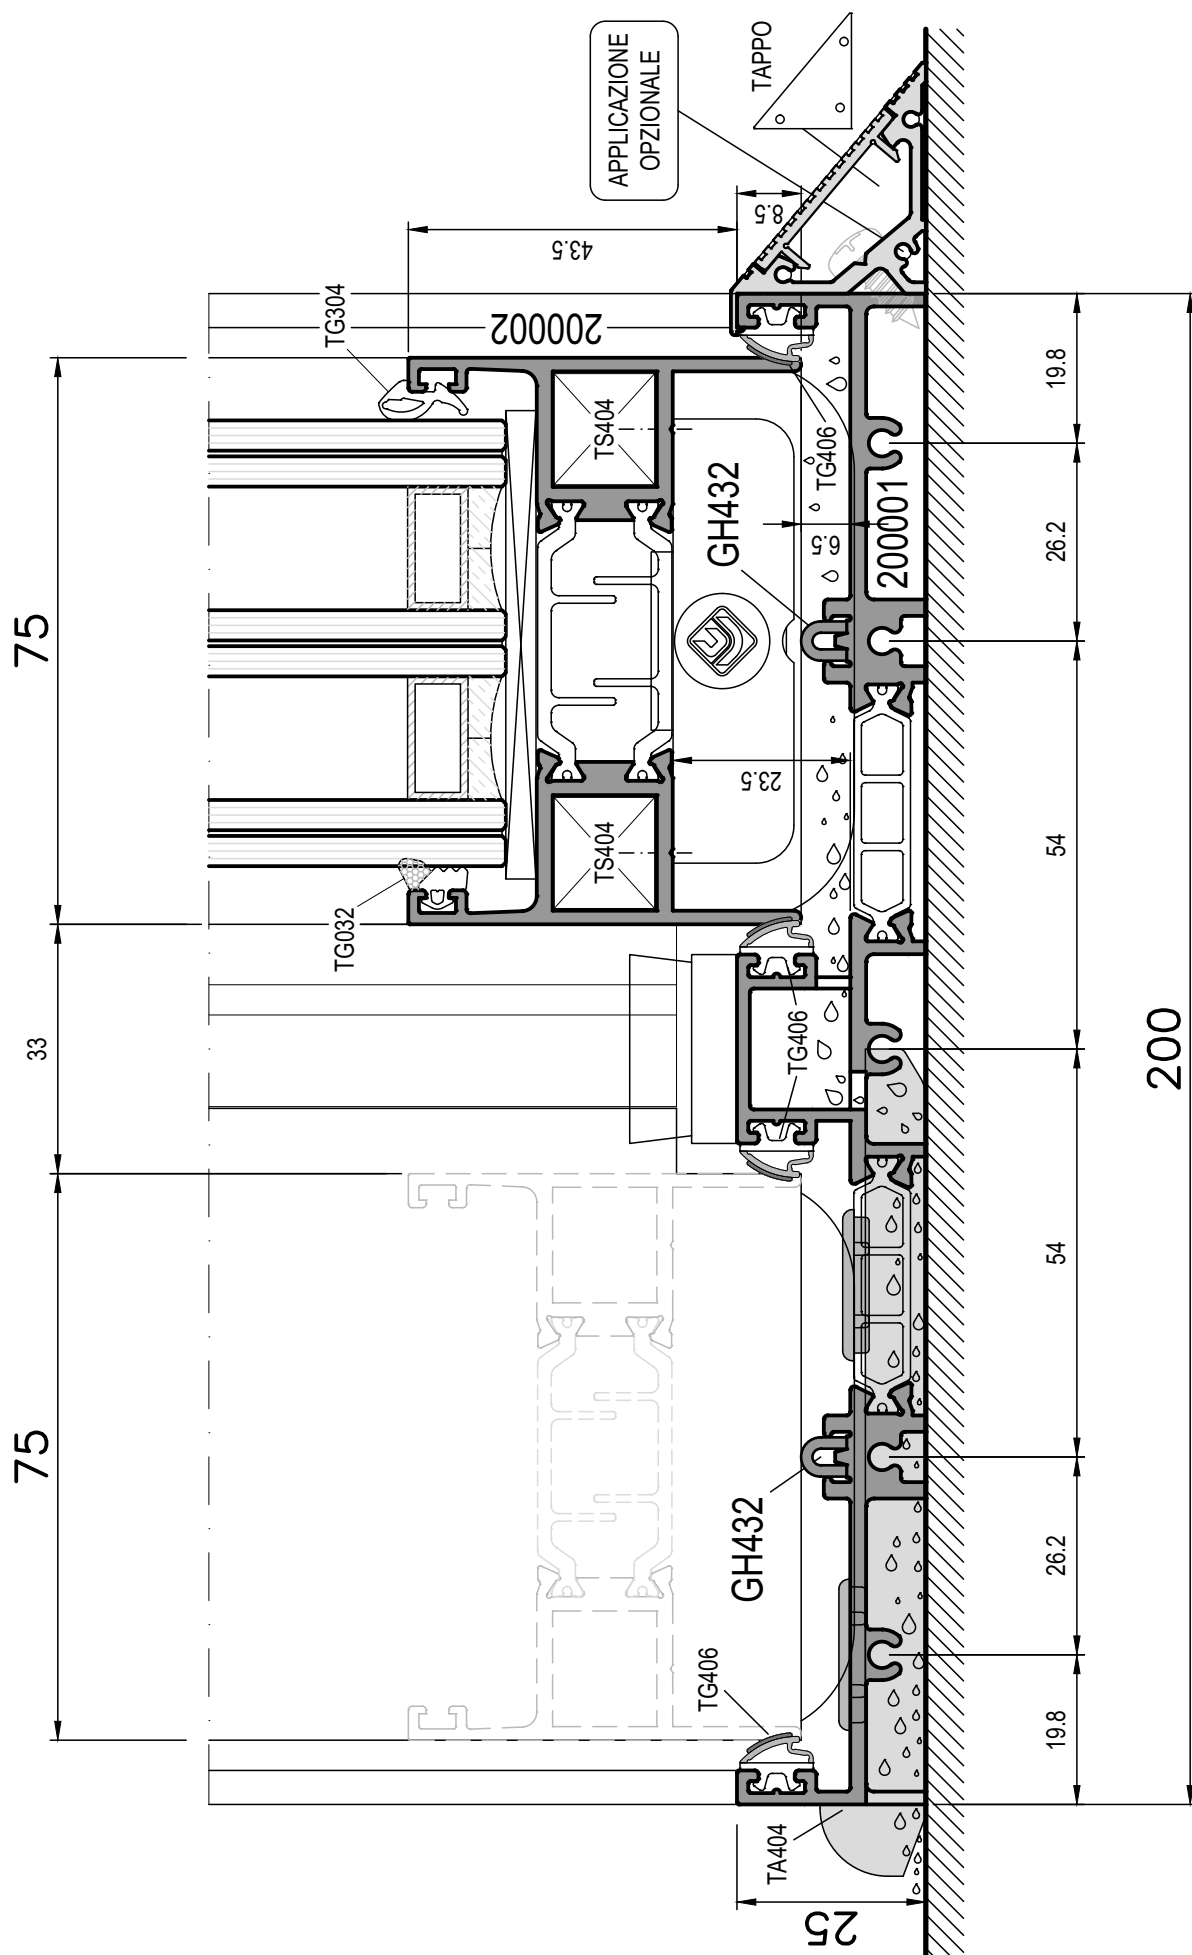 APPLICAZIONE
OPZIONALE
TAPPO
8.5
43.5
TG304
200002
75
TS404
TG406
GH432
6.5
200001
19.8
26.2
23.5
54
TS404
TG032
33
TG406
200
54
75
GH432
TG406
26.2
19.8
TA404
25